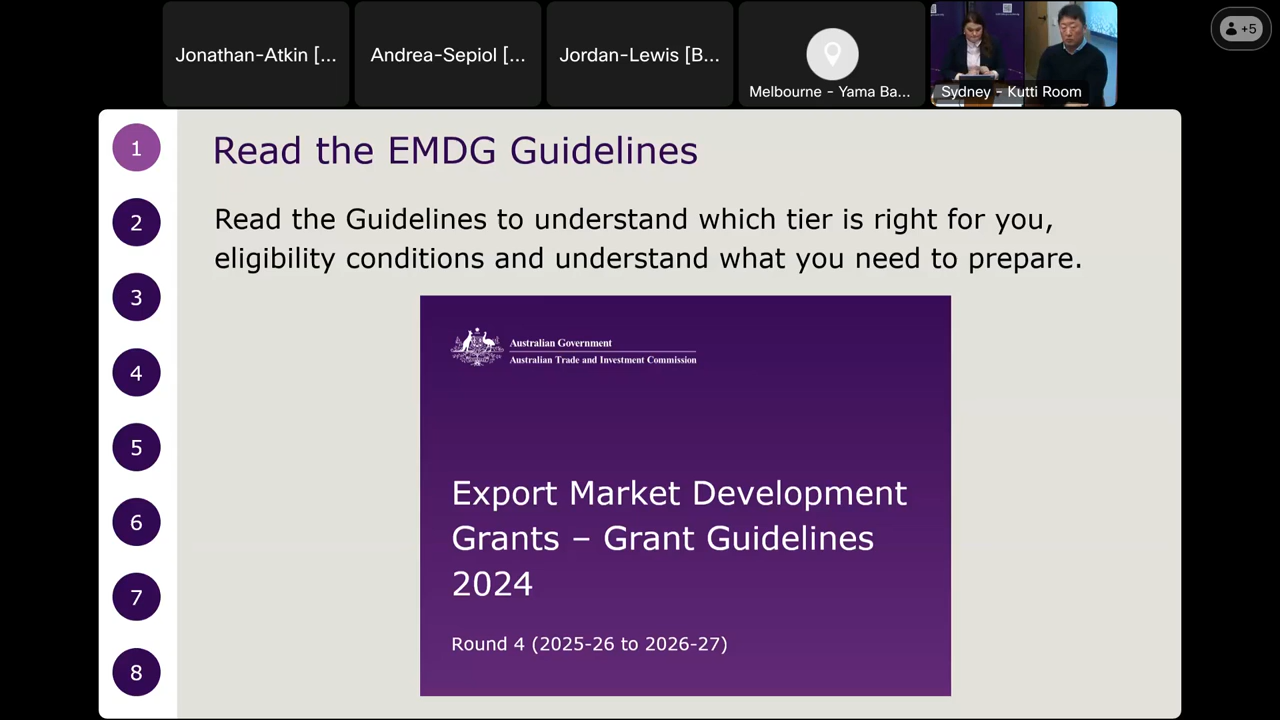 Jonathan-Atkin [...
Andrea-Sepiol [...
Jordan-Lewis [B...
Melbourne - Yama Ba...
Sydney - Kutti Room
+5
1
Read the EMDG Guidelines
2
Read the Guidelines to understand which tier is right for you,
eligibility conditions and understand what you need to prepare.
3
Australian Government
Australian Trade and Investment Commission
4
5
Export Market Development
Grants – Grant Guidelines
2024
6
7
Round 4 (2025-26 to 2026-27)
8